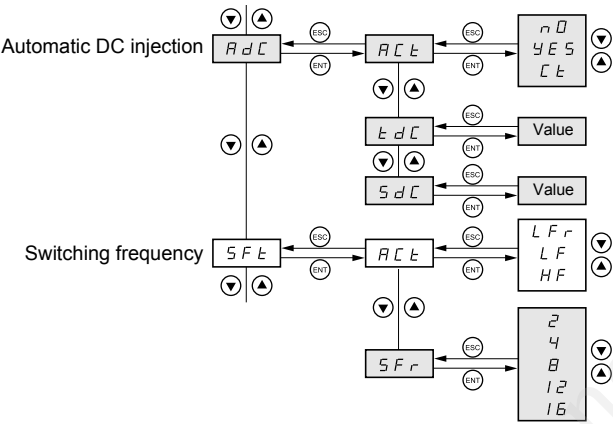 Automatic DC injection
AdC
ESC
ENT
ACt
ESC
ENT
nO
YES
Ct
tdC
ESC
ENT
Value
SdC
ESC
ENT
Value
Switching frequency
SFt
ESC
ENT
ACt
ESC
ENT
LFr
LF
HF
SFr
ESC
ENT
2
4
8
12
16